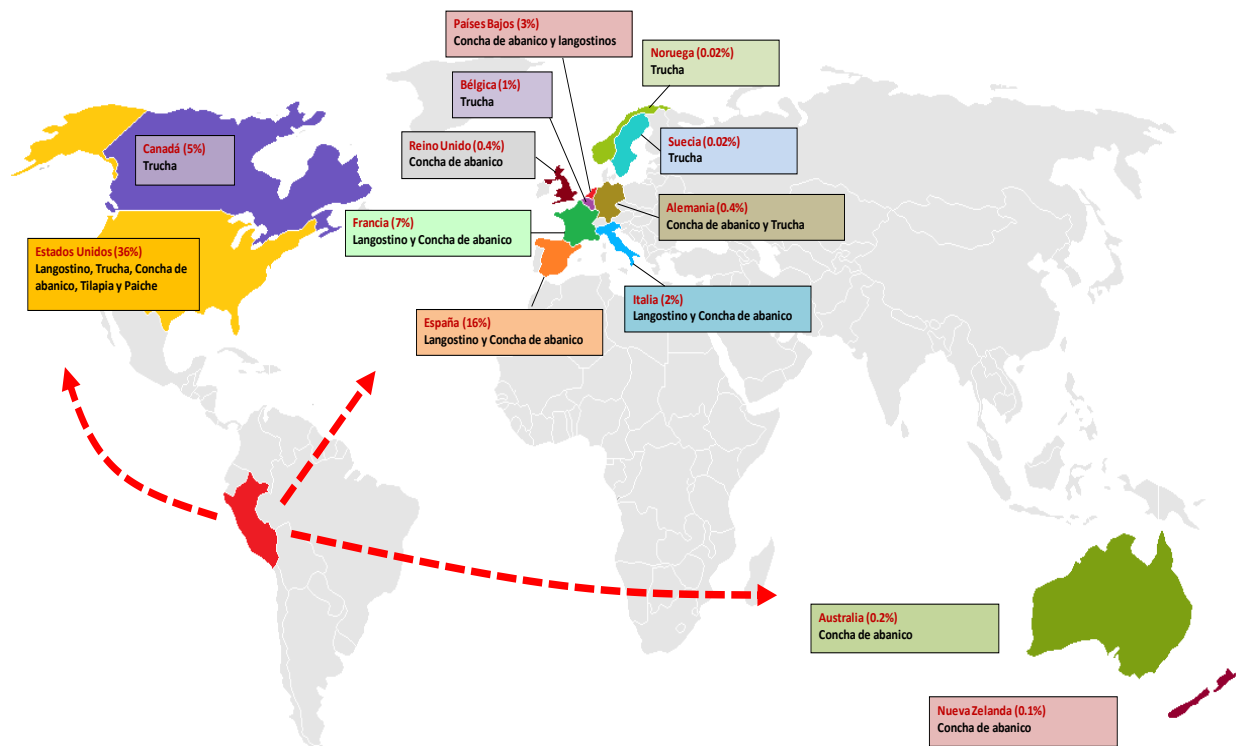 Países Bajos (3%)
Concha de abanico y langostinos
Noruega (0.02%)
Trucha
Bélgica (1%)
Trucha
Canadá (5%)
Trucha
Reino Unido (0.4%)
Concha de abanico
Suecia (0.02%)
Trucha
Francia (7%)
Langostino y Concha de abanico
Alemania (0.4%)
Concha de abanico y Trucha
Estados Unidos (36%)
Langostino, Trucha, Concha de
abanico, Tilapia y Paiche
Italia (2%)
Langostino y Concha de abanico
España (16%)
Langostino y Concha de abanico
Australia (0.2%)
Concha de abanico
Nueva Zelanda (0.1%)
Concha de abanico